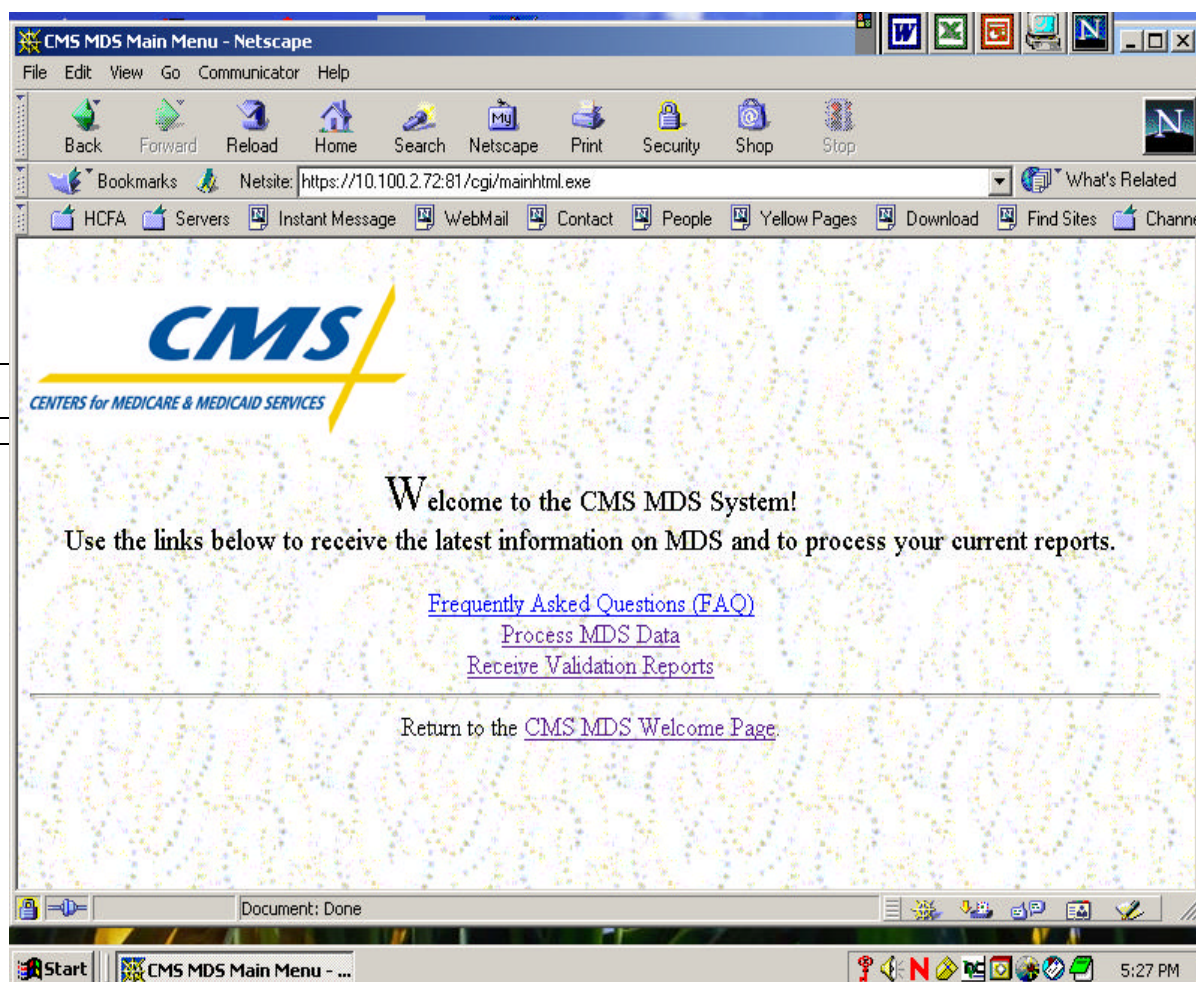 CMS MDS Main Menu - Netscape
File Edit View Go Communicator Help
Back Forward Reload Home Search Netscape Print Security Shop Stop
My
N
Bookmarks Netsite: https://10.100.2.72:81/cgi/mainhtml.exe What's Related
HCFA Servers Instant Message WebMail Contact People Yellow Pages Download Find Sites Channe
CMS
CENTERS for MEDICARE & MEDICAID SERVICES
Welcome to the CMS MDS System!
Use the links below to receive the latest information on MDS and to process your current reports.
Frequently Asked Questions (FAQ)
Process MDS Data
Receive Validation Reports
Return to the CMS MDS Welcome Page.
Document: Done
Start CMS MDS Main Menu - ... N 5:27 PM